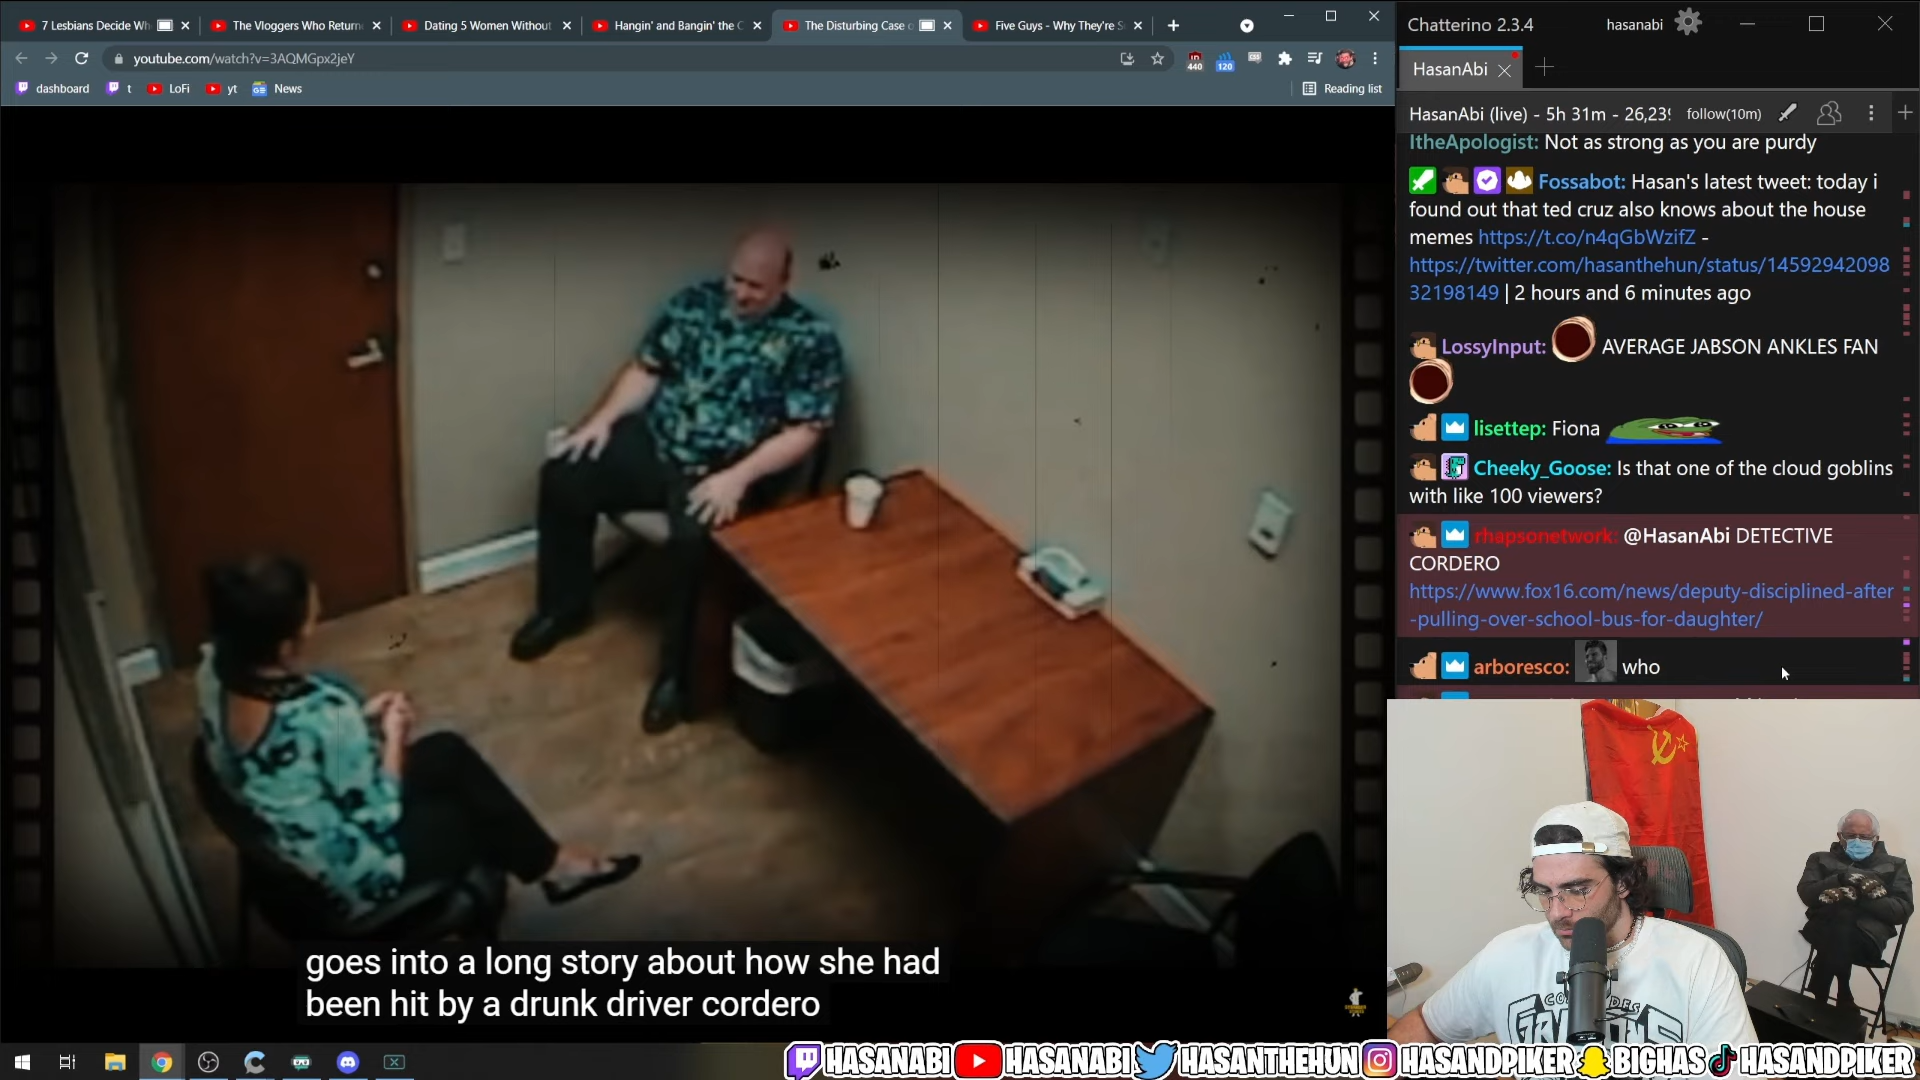 7 Lesbians Decide Wh
The Vloggers Who Return
Dating 5 Women Without
Hangin' and Bangin' the C
The Disturbing Case o
Five Guys - Why They're S
youtube.com/watch?v=3AQMGpx2jeY
440
120
dashboard
t
LoFi
yt
News
Reading list
goes into a long story about how she had
been hit by a drunk driver cordero
Chatterino 2.3.4
hasanabi
HasanAbi
HasanAbi (live) - 5h 31m - 26,239
follow(10m)
ItheApologist: Not as strong as you are purdy
Fossabot: Hasan's latest tweet: today i
found out that ted cruz also knows about the house
memes https://t.co/n4qGbWzifZ -
https://twitter.com/hasanthehun/status/14592942098
32198149 | 2 hours and 6 minutes ago
LossyInput: AVERAGE JABSON ANKLES FAN
lisettep: Fiona
Cheeky_Goose: Is that one of the cloud goblins
with like 100 viewers?
rhapsonetwork: @HasanAbi DETECTIVE
CORDERO
https://www.fox16.com/news/deputy-disciplined-after
-pulling-over-school-bus-for-daughter/
arboresco: who
HASANABI
HASANABI
HASANTHEHUN
HASANDPIKER
BIGHAS
HASANDPIKER